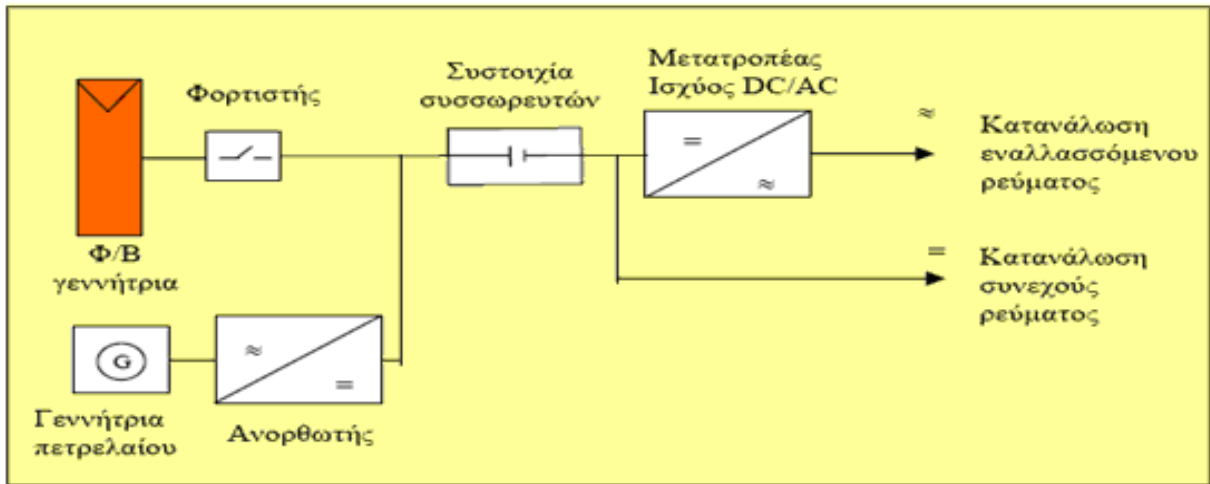 Φορτιστής
Συστοιχία
συσσωρευτών
Μετατροπέας
Ισχύος DC/AC
≈ Κατανάλωση
εναλλασσόμενου
ρεύματος
=
≈
Φ/Β
γεννήτρια
= Κατανάλωση
συνεχούς
ρεύματος
G
≈
=
Γεννήτρια
πετρελαίου
Ανορθωτής